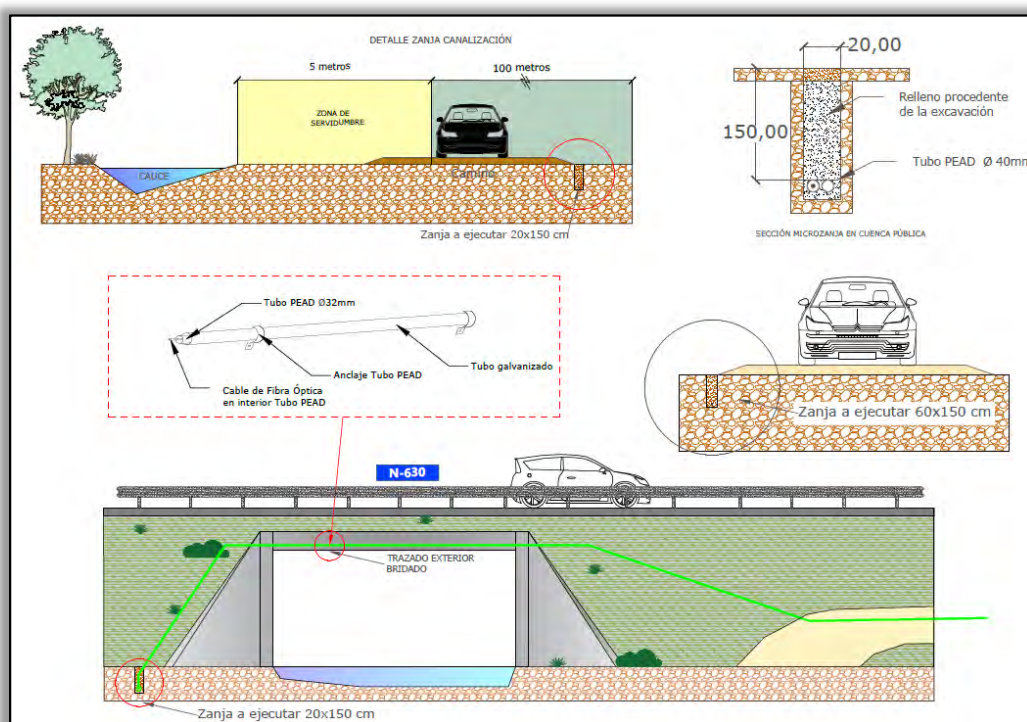 DETALLE ZANJA CANALIZACIÓN
5 metros
100 metros
ZONA DE
SERVIDUMBRE
CAUCE
Camino
Zanja a ejecutar 20x150 cm
20,00
150,00
Relleno procedente
de la excavación
Tubo PEAD Ø 40mm
SECCIÓN MICROZANJA EN CUENCA PÚBLICA
Tubo PEAD Ø32mm
Anclaje Tubo PEAD
Tubo galvanizado
Cable de Fibra Óptica
en interior Tubo PEAD
Zanja a ejecutar 60x150 cm
N-630
TRAZADO EXTERIOR
BRIDADO
Zanja a ejecutar 20x150 cm